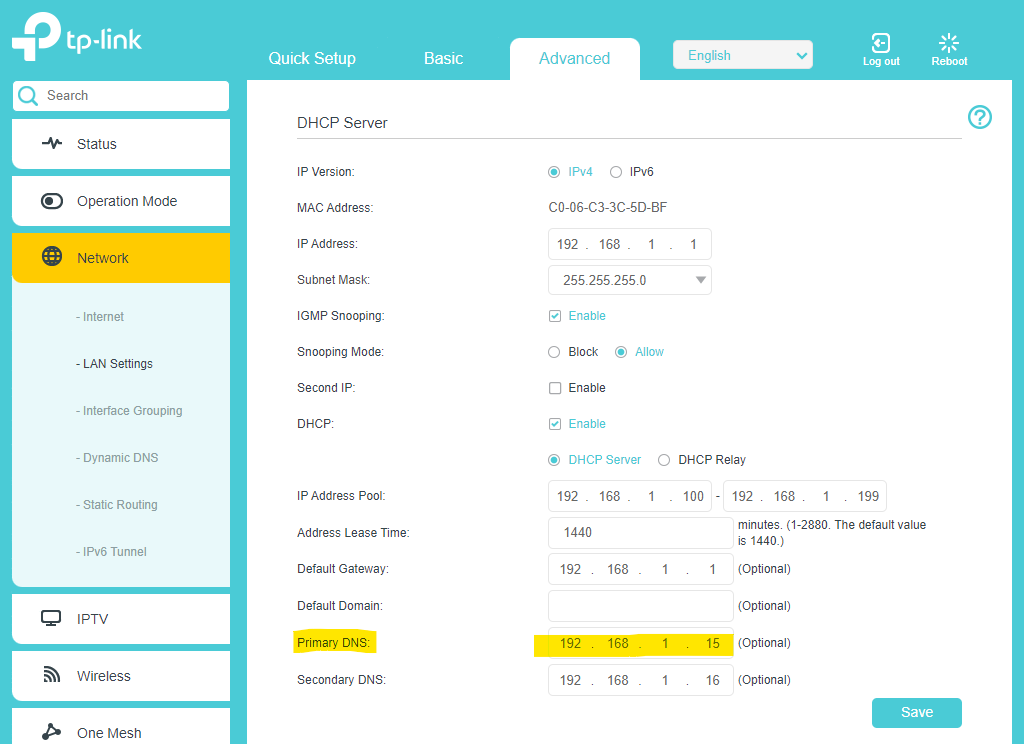 tp-link
Quick Setup Basic Advanced English Log out Reboot
Search
Status
Operation Mode
Network
- Internet
- LAN Settings
- Interface Grouping
- Dynamic DNS
- Static Routing
- IPv6 Tunnel
IPTV
Wireless
One Mesh
DHCP Server
?
IP Version: IPv4 IPv6
MAC Address: C0-06-C3-3C-5D-BF
IP Address: 192 . 168 . 1 . 1
Subnet Mask: 255.255.255.0
IGMP Snooping: Enable
Snooping Mode: Block Allow
Second IP: Enable
DHCP: Enable
DHCP Server DHCP Relay
IP Address Pool: 192 . 168 . 1 . 100 - 192 . 168 . 1 . 199
Address Lease Time: 1440 minutes. (1-2880. The default value
is 1440.)
Default Gateway: 192 . 168 . 1 . 1 (Optional)
Default Domain: (Optional)
Primary DNS: 192 . 168 . 1 . 15 (Optional)
Secondary DNS: 192 . 168 . 1 . 16 (Optional)
Save